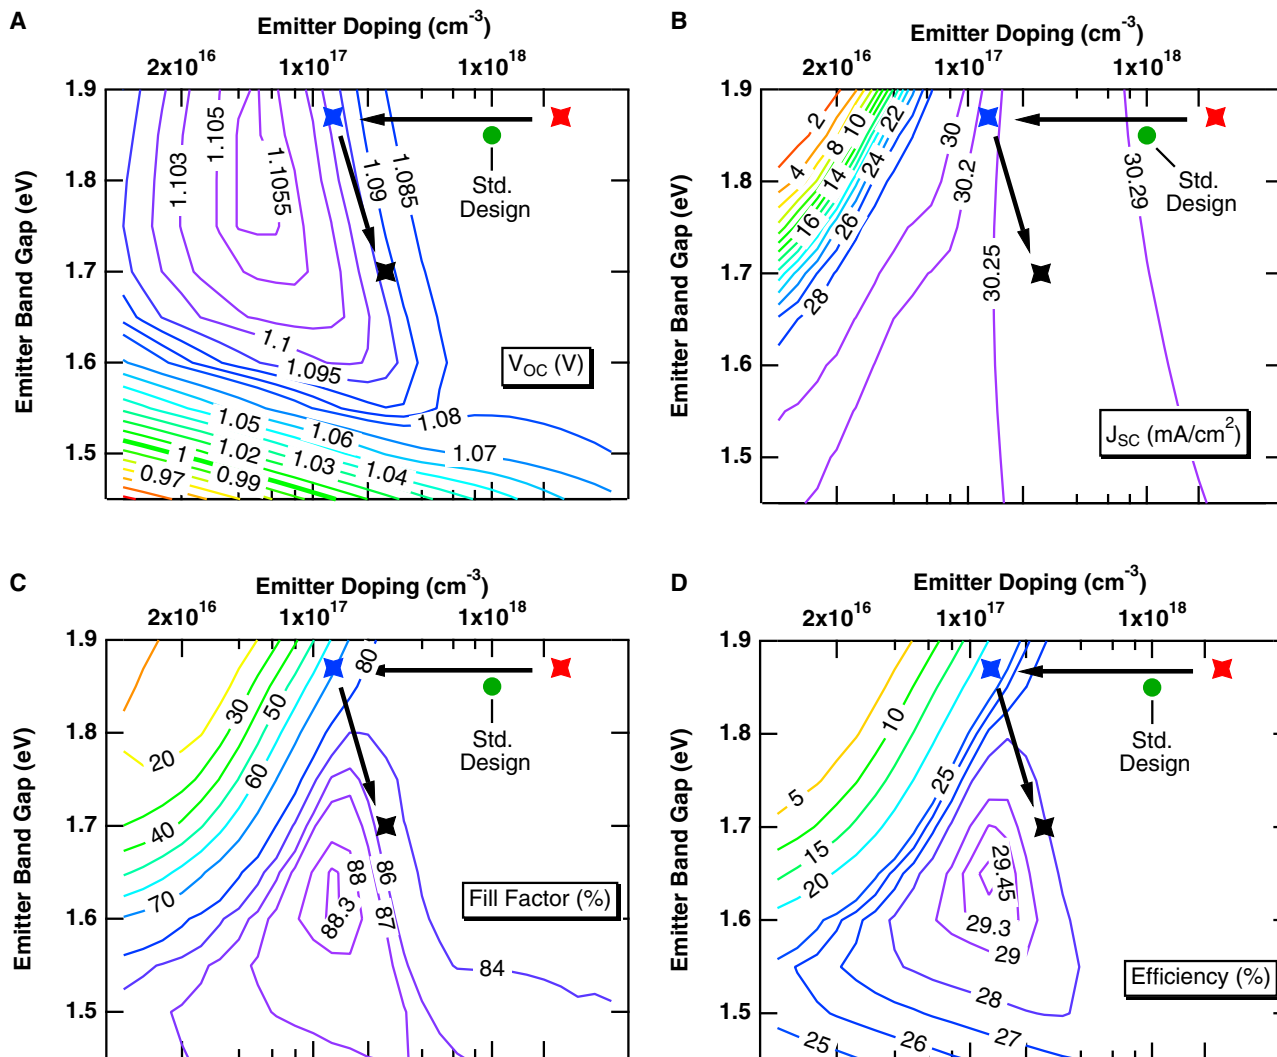 A
Emitter Doping (cm-3)
2x10^16 1x10^17 1x10^18
Emitter Band Gap (eV)
1.9
1.8
1.7
1.6
1.5
1.103
1.105
1.1055
1.09
1.085
Std.
Design
1.1
1.095
VOC (V)
1.08
1.05
1.06
1.07
1
1.02
1.03
1.04
0.97
0.99
B
Emitter Doping (cm-3)
2x10^16 1x10^17 1x10^18
Emitter Band Gap (eV)
1.9
1.8
1.7
1.6
1.5
2
4
8
10
14
16
22
24
26
28
30
30.2
30.25
30.29
Std.
Design
JSC (mA/cm2)
C
Emitter Doping (cm-3)
2x10^16 1x10^17 1x10^18
Emitter Band Gap (eV)
1.9
1.8
1.7
1.6
1.5
20
30
40
50
60
70
80
Std.
Design
88
86
87
88.3
84
Fill Factor (%)
D
Emitter Doping (cm-3)
2x10^16 1x10^17 1x10^18
Emitter Band Gap (eV)
1.9
1.8
1.7
1.6
1.5
5
10
15
20
25
Std.
Design
29.45
29.3
29
28
27
26
25
Efficiency (%)